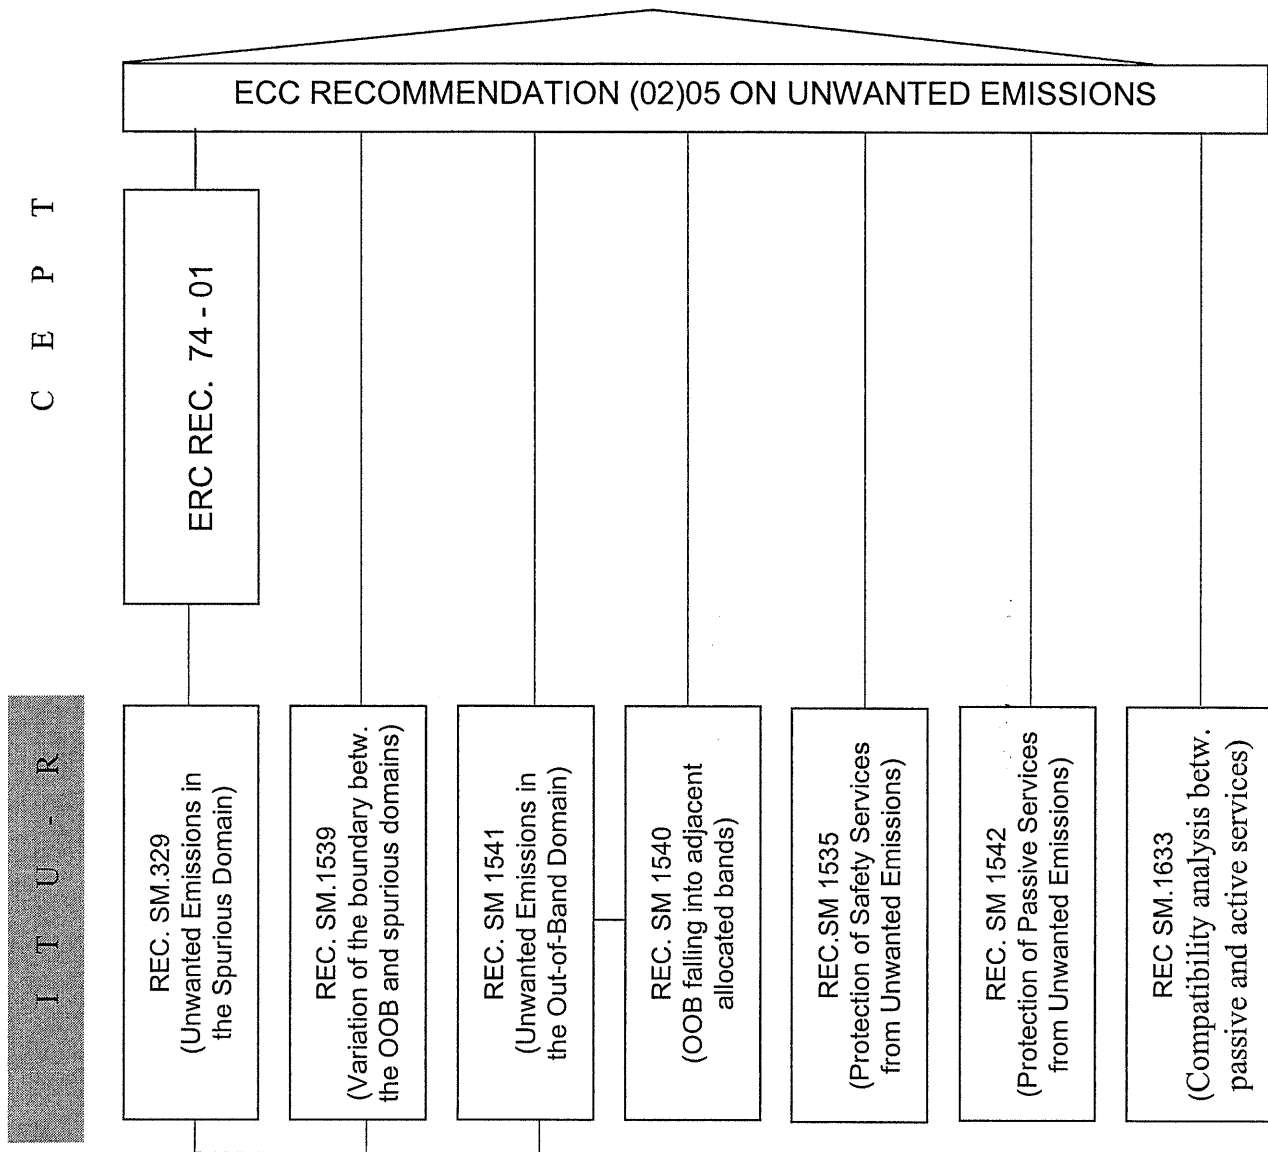 ECC RECOMMENDATION (02)05 ON UNWANTED EMISSIONS
C E P T
ERC REC. 74 - 01
I T U - R
REC. SM.329
(Unwanted Emissions in
the Spurious Domain)
REC. SM.1539
(Variation of the boundary betw.
the OOB and spurious domains)
REC. SM 1541
(Unwanted Emissions in
the Out-of-Band Domain)
REC. SM 1540
(OOB falling into adjacent
allocated bands)
REC.SM 1535
(Protection of Safety Services
from Unwanted Emissions)
REC. SM 1542
(Protection of Passive Services
from Unwanted Emissions)
REC SM.1633
(Compatibility analysis betw.
passive and active services)